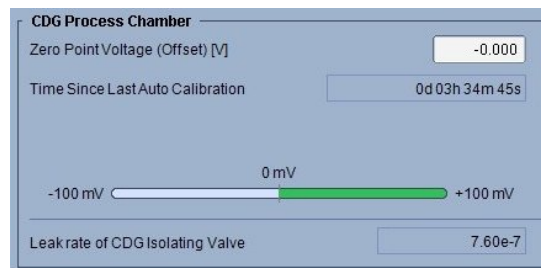 CDG Process Chamber
Zero Point Voltage (Offset) [V] -0.000
Time Since Last Auto Calibration 0d 03h 34m 45s
0 mV
-100 mV +100 mV
Leak rate of CDG Isolating Valve 7.60e-7